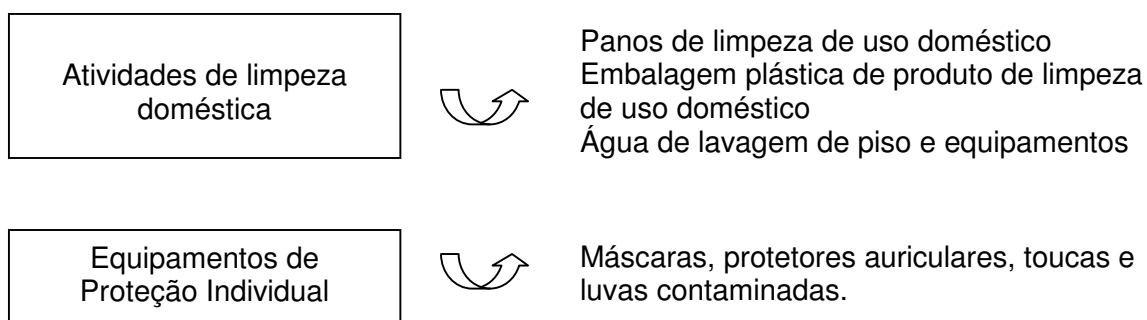 Atividades de limpeza
doméstica
Panos de limpeza de uso doméstico
Embalagem plástica de produto de limpeza
de uso doméstico
Água de lavagem de piso e equipamentos
Equipamentos de
Proteção Individual
Máscaras, protetores auriculares, toucas e
luvas contaminadas.